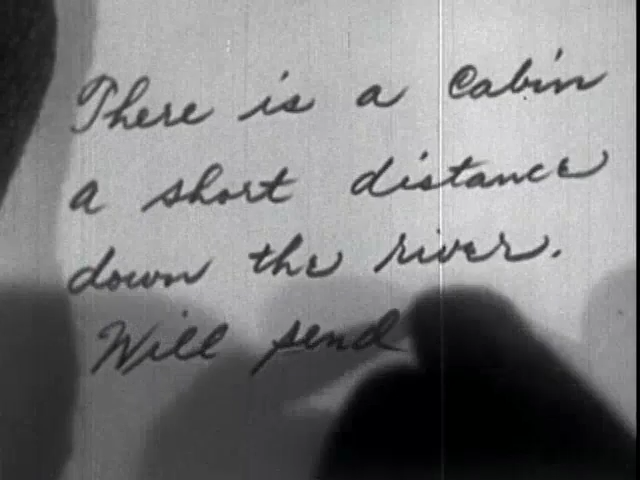 There is a cabin
a short distance
down the river.
Will send